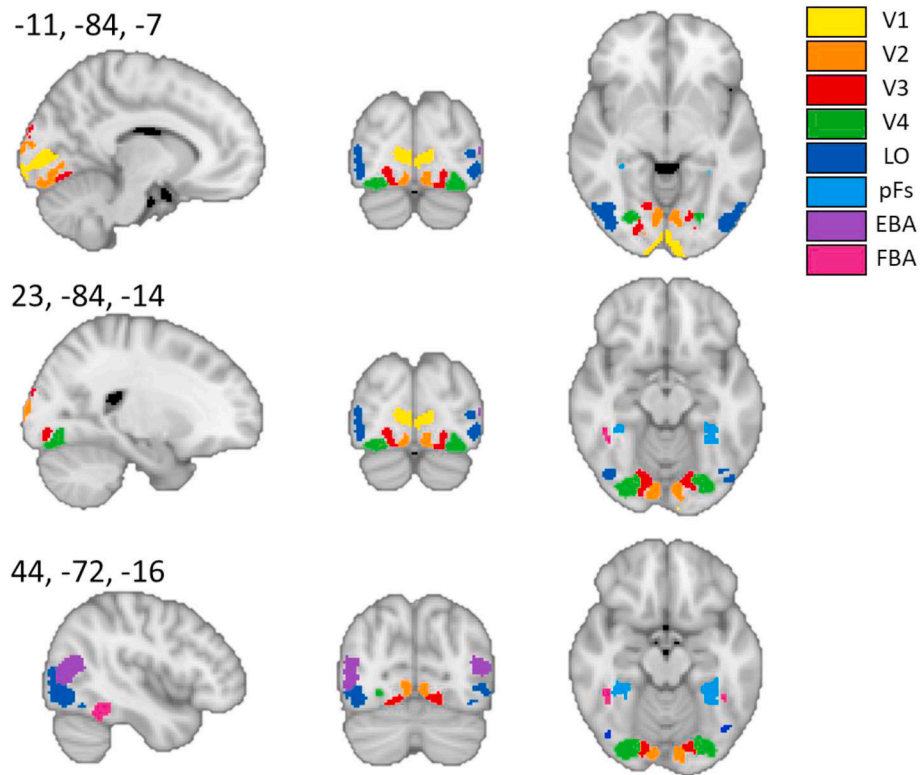 -11, -84, -7
V1
V2
V3
V4
LO
pFs
EBA
FBA
23, -84, -14
44, -72, -16